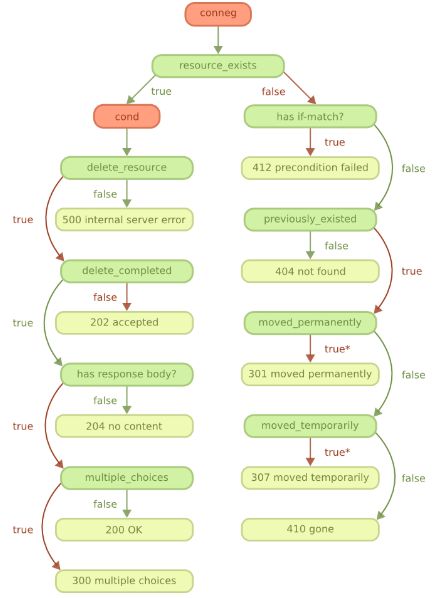 conneg
resource_exists
true
false
cond
has if-match?
true
delete_resource
412 precondition failed
false
false
true
500 internal server error
previously_existed
false
delete_completed
404 not found
true
false
true
202 accepted
moved_permanently
true*
has response body?
301 moved permanently
false
false
true
204 no content
moved_temporarily
true*
multiple_choices
307 moved temporarily
false
false
true
200 OK
410 gone
300 multiple choices